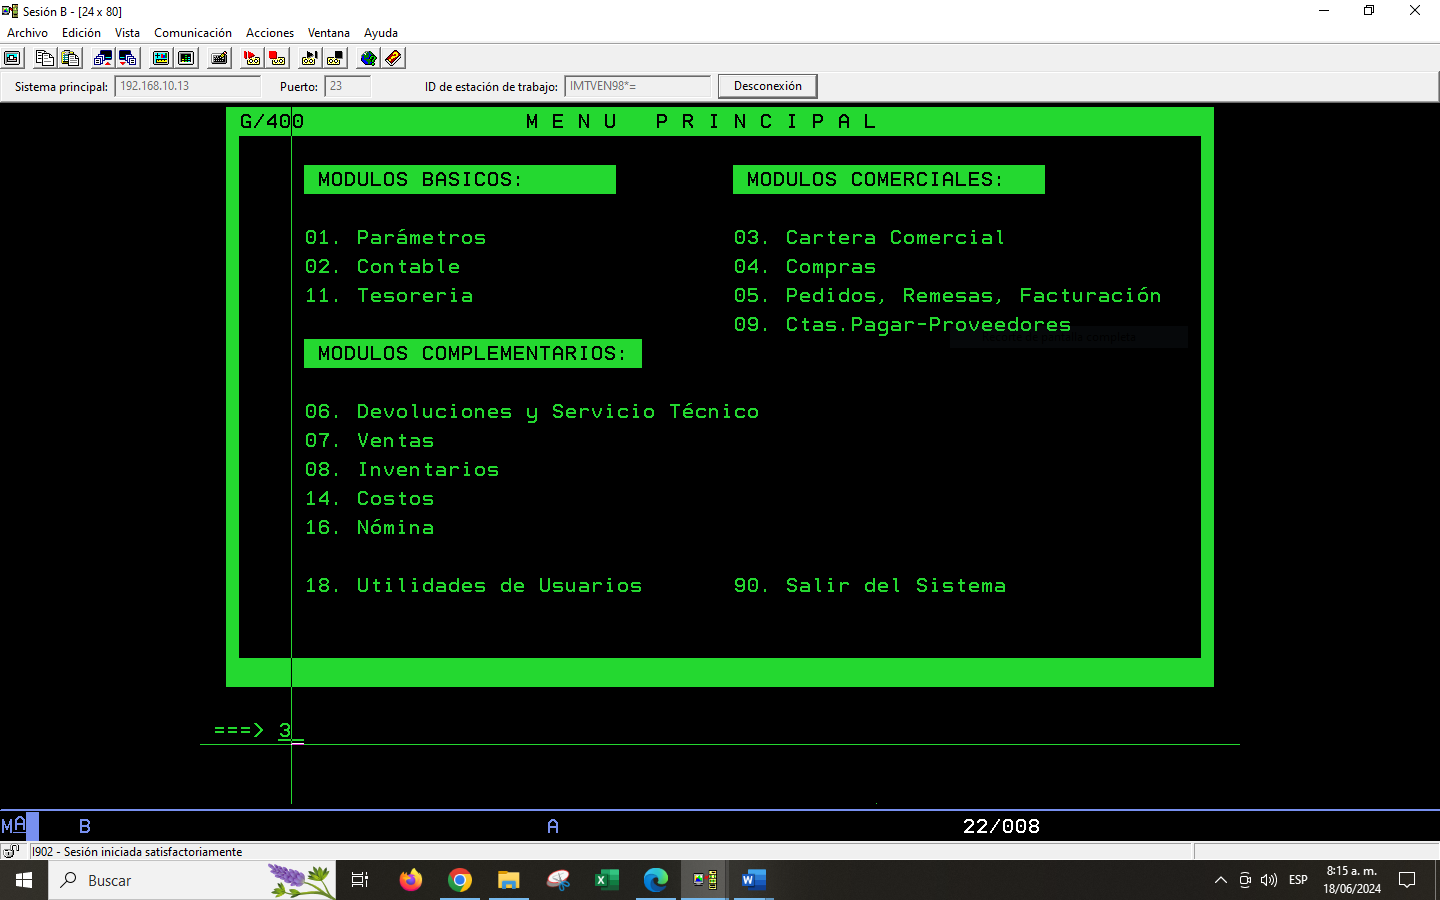 Sesión B - [24 x 80]
Archivo Edición Vista Comunicación Acciones Ventana Ayuda
Sistema principal: 192.168.10.13 Puerto: 23 ID de estación de trabajo: IMTVEN98*= Desconexión
G/400 M E N U P R I N C I P A L
MODULOS BASICOS: MODULOS COMERCIALES:
01. Parámetros 03. Cartera Comercial
02. Contable 04. Compras
11. Tesoreria 05. Pedidos, Remesas, Facturación
09. Ctas.Pagar-Proveedores
MODULOS COMPLEMENTARIOS:
06. Devoluciones y Servicio Técnico
07. Ventas
08. Inventarios
14. Costos
16. Nómina
18. Utilidades de Usuarios 90. Salir del Sistema
===> 3
MA B A 22/008
I902 - Sesión iniciada satisfactoriamente
Buscar ESP 8:15 a. m.
18/06/2024